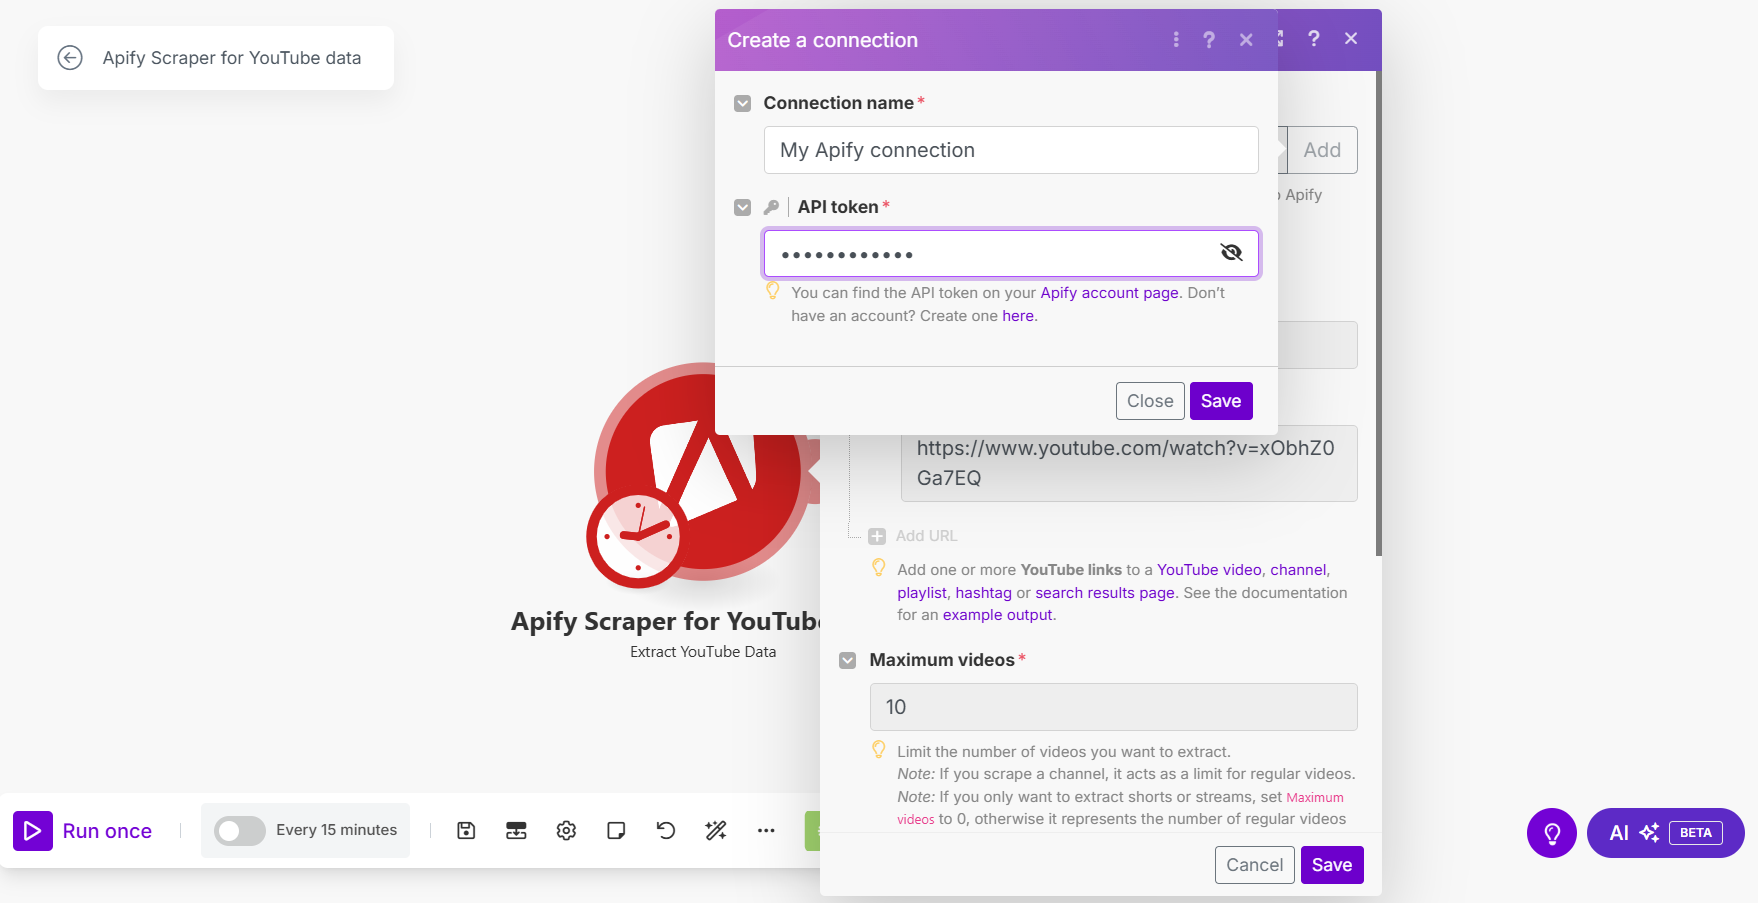 Apify Scraper for YouTube data
Create a connection
Connection name *
My Apify connection
Add
API token *
••••••••••••
You can find the API token on your Apify account page. Don't
have an account? Create one here.
Apify
Close
Save
https://www.youtube.com/watch?v=xObhZ0
Ga7EQ
Add URL
Add one or more YouTube links to a YouTube video, channel,
playlist, hashtag or search results page. See the documentation
for an example output.
Apify Scraper for YouTube
Extract YouTube Data
Maximum videos *
10
Limit the number of videos you want to extract.
Note: If you scrape a channel, it acts as a limit for regular videos.
Note: If you only want to extract shorts or streams, set Maximum
videos to 0, otherwise it represents the number of regular videos
Cancel
Save
Run once
Every 15 minutes
AI
BETA